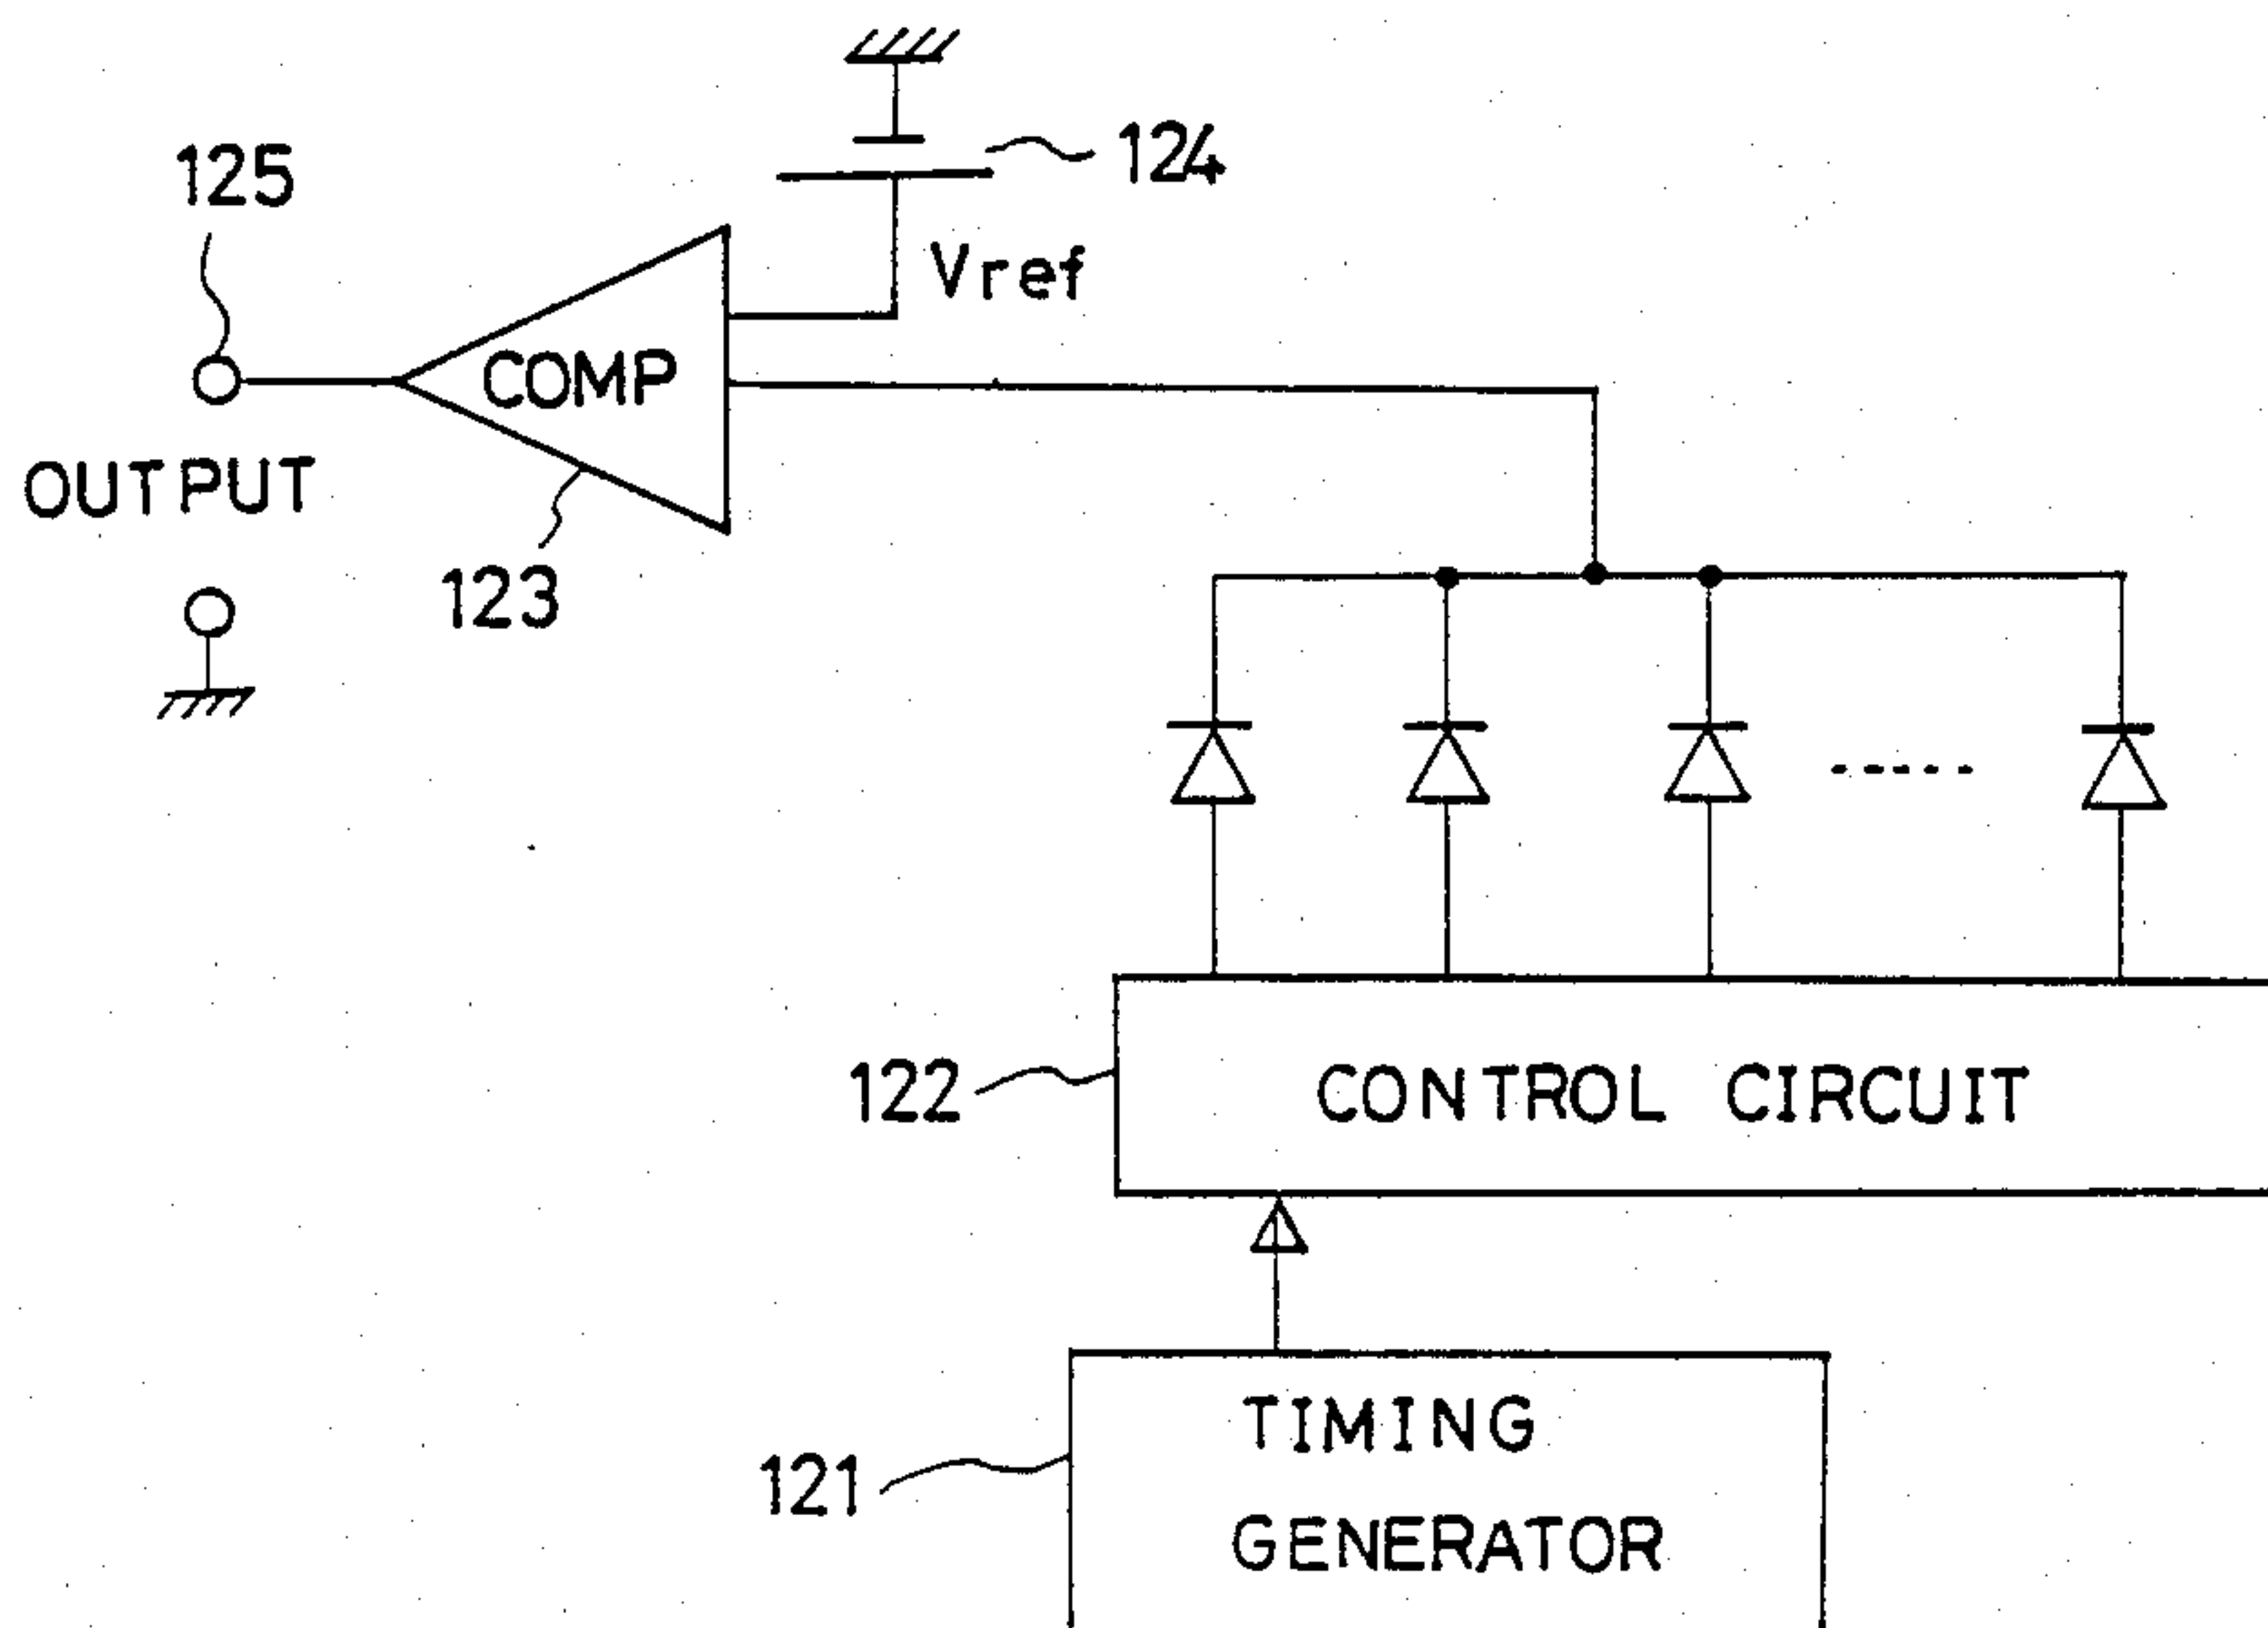 124
125
Vref
COMP
OUTPUT
123
122
CONTROL CIRCUIT
TIMING
121
GENERATOR